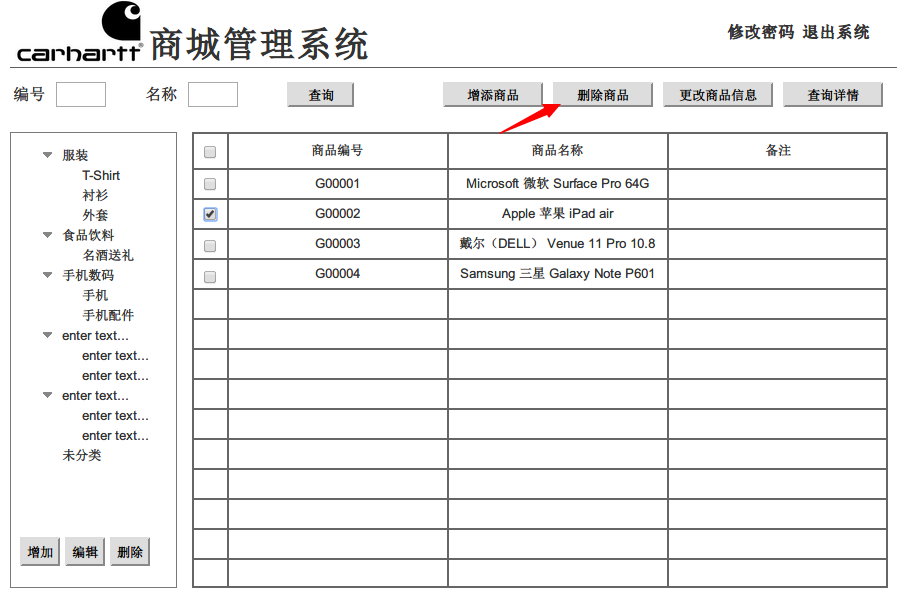 carhartt 商城管理系统
修改密码 退出系统
编号 名称 查询 增添商品 删除商品 更改商品信息 查询详情
服装
T-Shirt
衬衫
外套
食品饮料
名酒送礼
手机数码
手机
手机配件
enter text...
enter text...
enter text...
enter text...
enter text...
enter text...
未分类
增加 编辑 删除
商品编号 商品名称 备注
G00001 Microsoft 微软 Surface Pro 64G
G00002 Apple 苹果 iPad air
G00003 戴尔（DELL） Venue 11 Pro 10.8
G00004 Samsung 三星 Galaxy Note P601